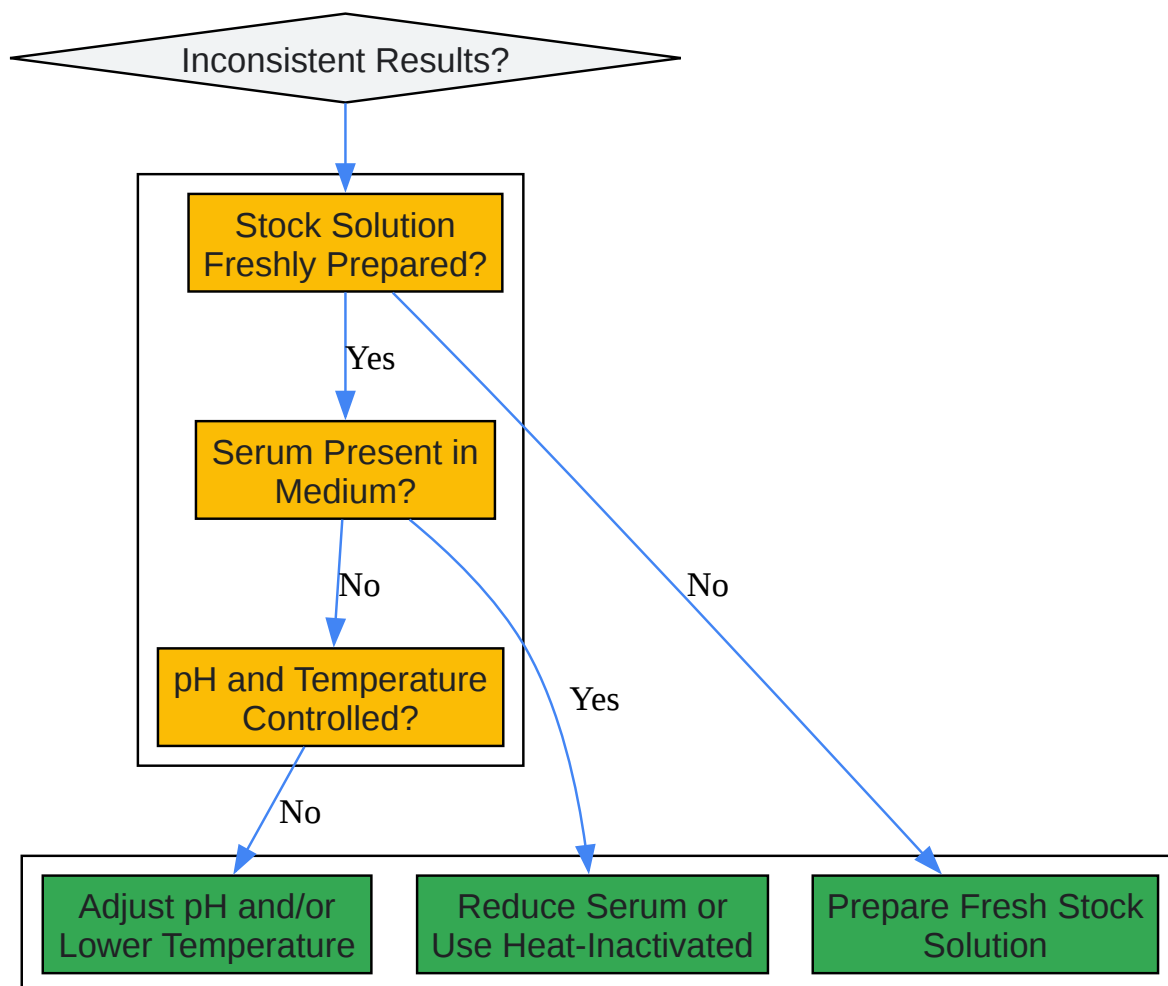 Inconsistent Results?
Stock Solution
Freshly Prepared?
Yes
Serum Present in
Medium?
No
No
pH and Temperature
Controlled?
Yes
No
Adjust pH and/or
Lower Temperature
Reduce Serum or
Use Heat-Inactivated
Prepare Fresh Stock
Solution